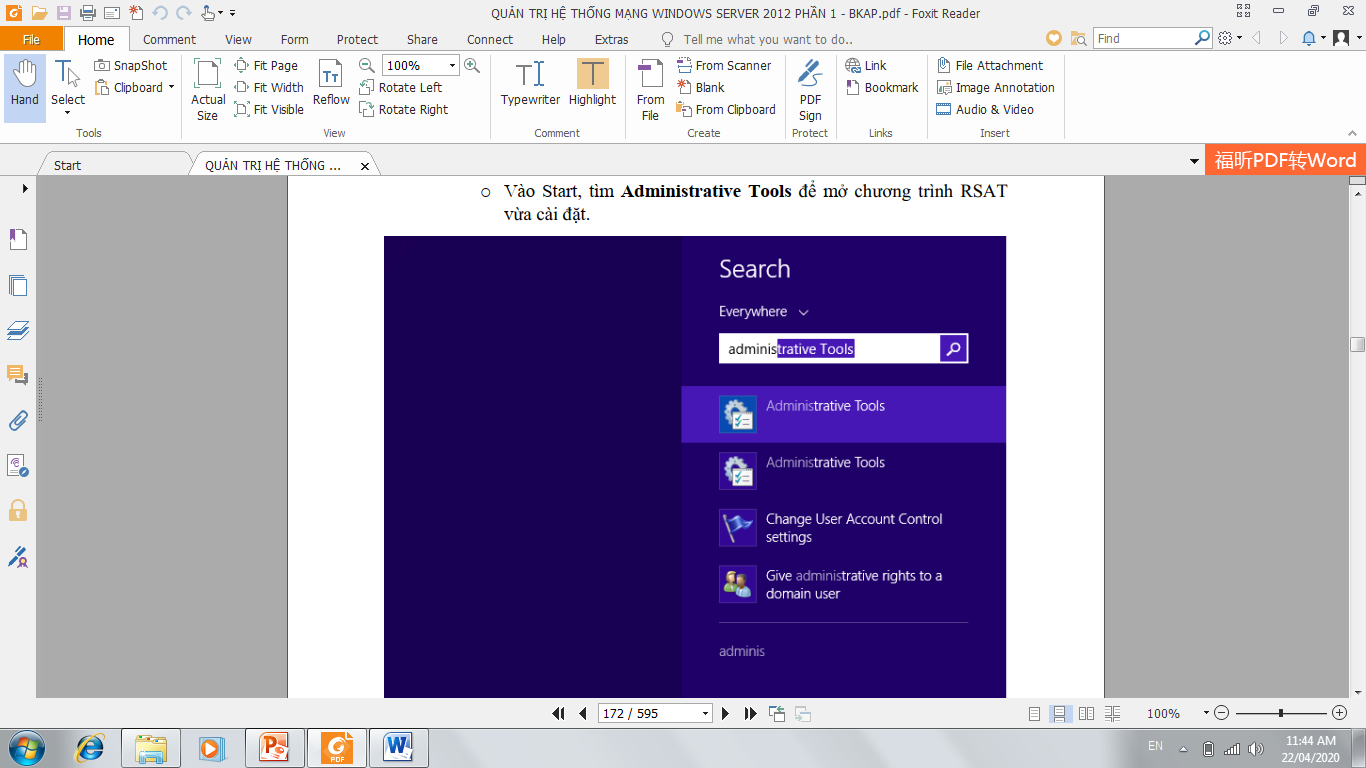 QUẢN TRỊ HỆ THỐNG MẠNG WINDOWS SERVER 2012 PHẦN 1 - BKAP.pdf - Foxit Reader
File Home Comment View Form Protect Share Connect Help Extras Tell me what you want to do.. Find
Hand
Select
SnapShot
Clipboard
Tools
Actual Size
Fit Page
Fit Width
Fit Visible
Reflow
100%
Rotate Left
Rotate Right
View
Typewriter
Highlight
Comment
From File
From Scanner
Blank
From Clipboard
Create
PDF Sign
Protect
Link
Bookmark
Links
File Attachment
Image Annotation
Audio & Video
Insert
Start
QUẢN TRỊ HỆ THỐNG ...
福昕PDF转Word
o Vào Start, tìm Administrative Tools để mở chương trình RSAT
vừa cài đặt.
Search
Everywhere
administrative Tools
Administrative Tools
Administrative Tools
Change User Account Control
settings
Give administrative rights to a
domain user
adminis
172 / 595
100%
PDF
EN
11:44 AM
22/04/2020